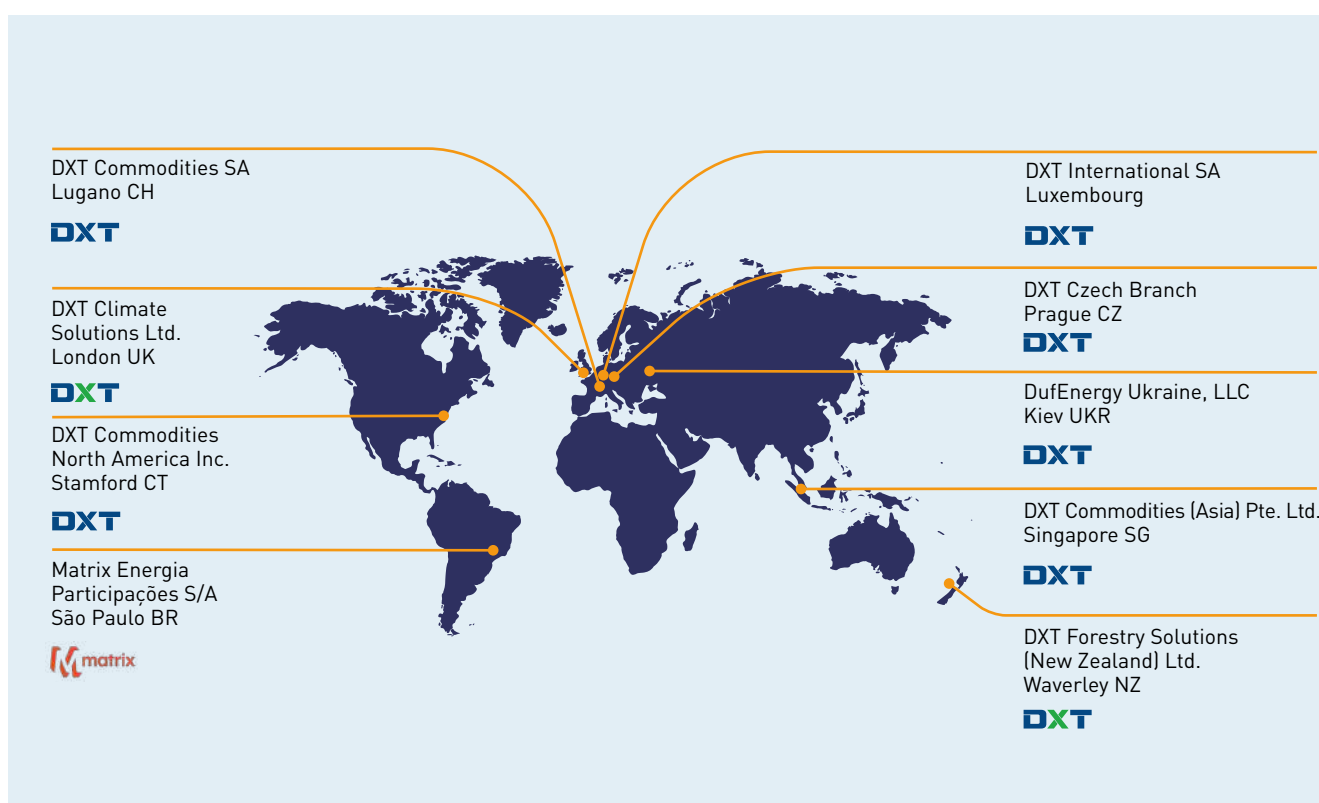 DXT Commodities SA
Lugano CH
DXT
DXT Climate
Solutions Ltd.
London UK
DXT
DXT Commodities
North America Inc.
Stamford CT
DXT
Matrix Energia
Participações S/A
São Paulo BR
matrix
DXT International SA
Luxembourg
DXT
DXT Czech Branch
Prague CZ
DXT
DufEnergy Ukraine, LLC
Kiev UKR
DXT
DXT Commodities (Asia) Pte. Ltd.
Singapore SG
DXT
DXT Forestry Solutions
(New Zealand) Ltd.
Waverley NZ
DXT